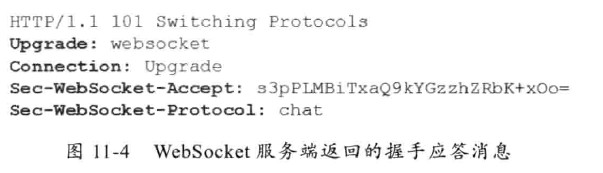 HTTP/1.1 101 Switching Protocols
Upgrade: websocket
Connection: Upgrade
Sec-WebSocket-Accept: s3pPLMBiTxaQ9kYGzzhZRbK+xOo=
Sec-WebSocket-Protocol: chat
图 11-4 WebSocket 服务端返回的握手应答消息